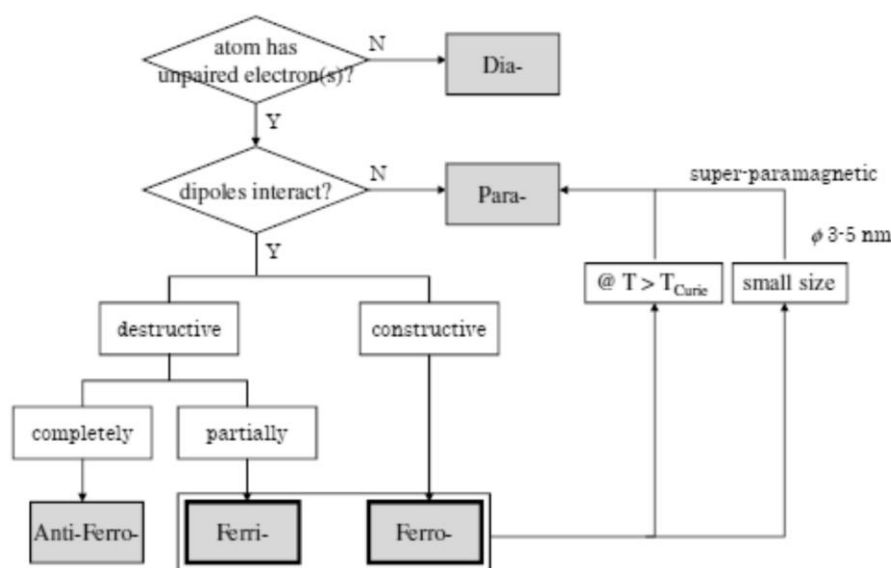 atom has
unpaired electron(s)?
N
Dia-
Y
dipoles interact?
N
Para-
super-paramagnetic
Y
ϕ 3-5 nm
@ T > T_Curie
small size
destructive
constructive
completely
partially
Anti-Ferro-
Ferri-
Ferro-